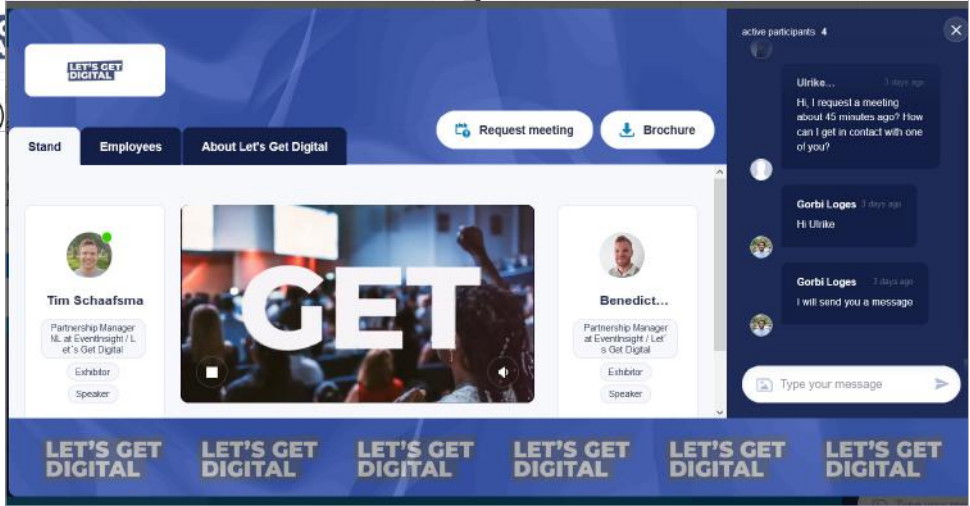 LET'S GET
DIGITAL
Request meeting
Brochure
Stand
Employees
About Let's Get Digital
Tim Schaafsma
Partnership Manager
NL at EventInsight / L
et's Get Digital
Exhibitor
Speaker
GET
Benedict...
Partnership Manager
at EventInsight / Let'
s Get Digital
Exhibitor
Speaker
active participants 4
Ulrike... 3 days ago
Hi, I request a meeting
about 45 minutes ago? How
can I get in contact with one
of you?
Gorbi Loges 3 days ago
Hi Ulrike
Gorbi Loges 3 days ago
I will send you a message
Type your message
LET'S GET
DIGITAL
LET'S GET
DIGITAL
LET'S GET
DIGITAL
LET'S GET
DIGITAL
LET'S GET
DIGITAL
LET'S GET
DIGITAL